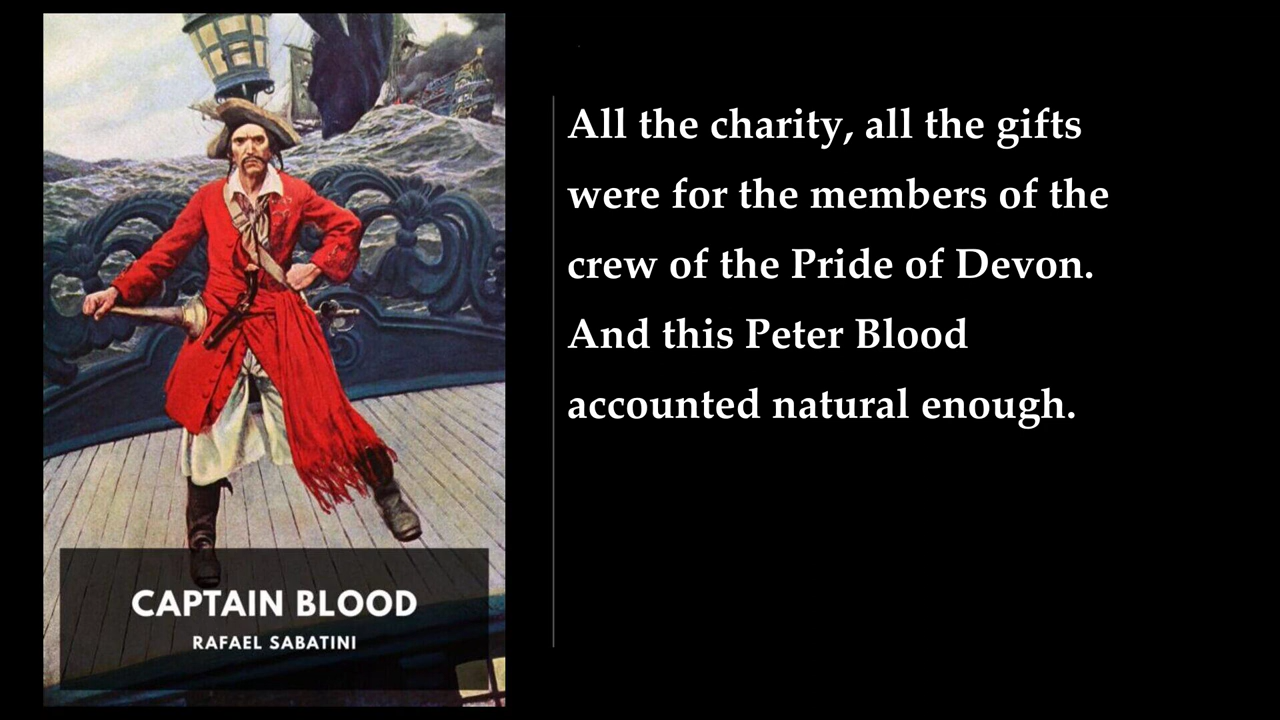 CAPTAIN BLOOD
RAFAEL SABATINI
All the charity, all the gifts
were for the members of the
crew of the Pride of Devon.
And this Peter Blood
accounted natural enough.